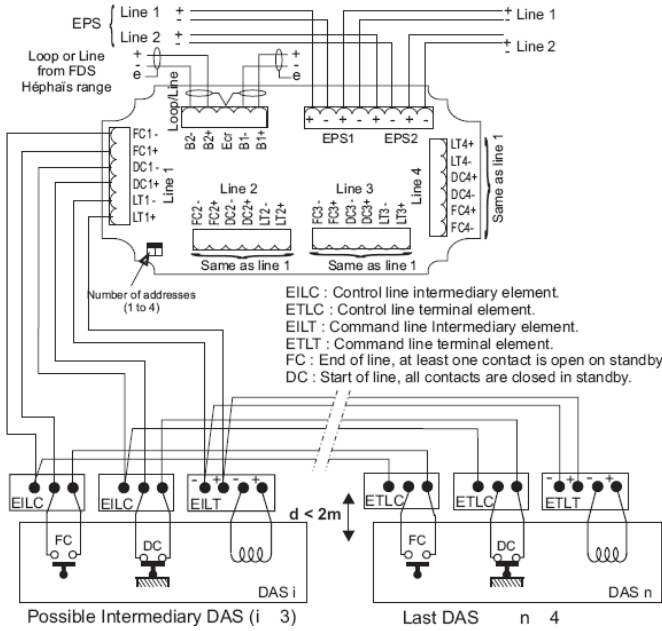 EPS
Line 1 + -
Line 2 + -
+ - Line 1
+ - Line 2
Loop or Line
from FDS
Héphaïs range
+
-
e
+
-
e
Loop/Line
B2-
B2+
Ecr
B1-
B1+
+ - + - + - + -
EPS1
EPS2
FC1-
FC1+
DC1-
DC1+
LT1-
LT1+
Line 1
Line 2
FC2-
FC2+
DC2-
DC2+
LT2-
LT2+
Same as line 1
Line 3
FC3-
FC3+
DC3-
DC3+
LT3-
LT3+
Same as line 1
Line 4
LT4+
LT4-
DC4+
DC4-
FC4+
FC4-
Same as line 1
Number of addresses
(1 to 4)
EILC : Control line intermediary element.
ETLC : Control line terminal element.
EILT : Command line Intermediary element.
ETLT : Command line terminal element.
FC : End of line, at least one contact is open on standby
DC : Start of line, all contacts are closed in standby.
EILC
EILC
- + - +
EILT
ETLC
ETLC
- + - +
ETLT
d < 2m
FC
DC
DAS i
FC
DC
DAS n
Possible Intermediary DAS (i 3)
Last DAS n 4